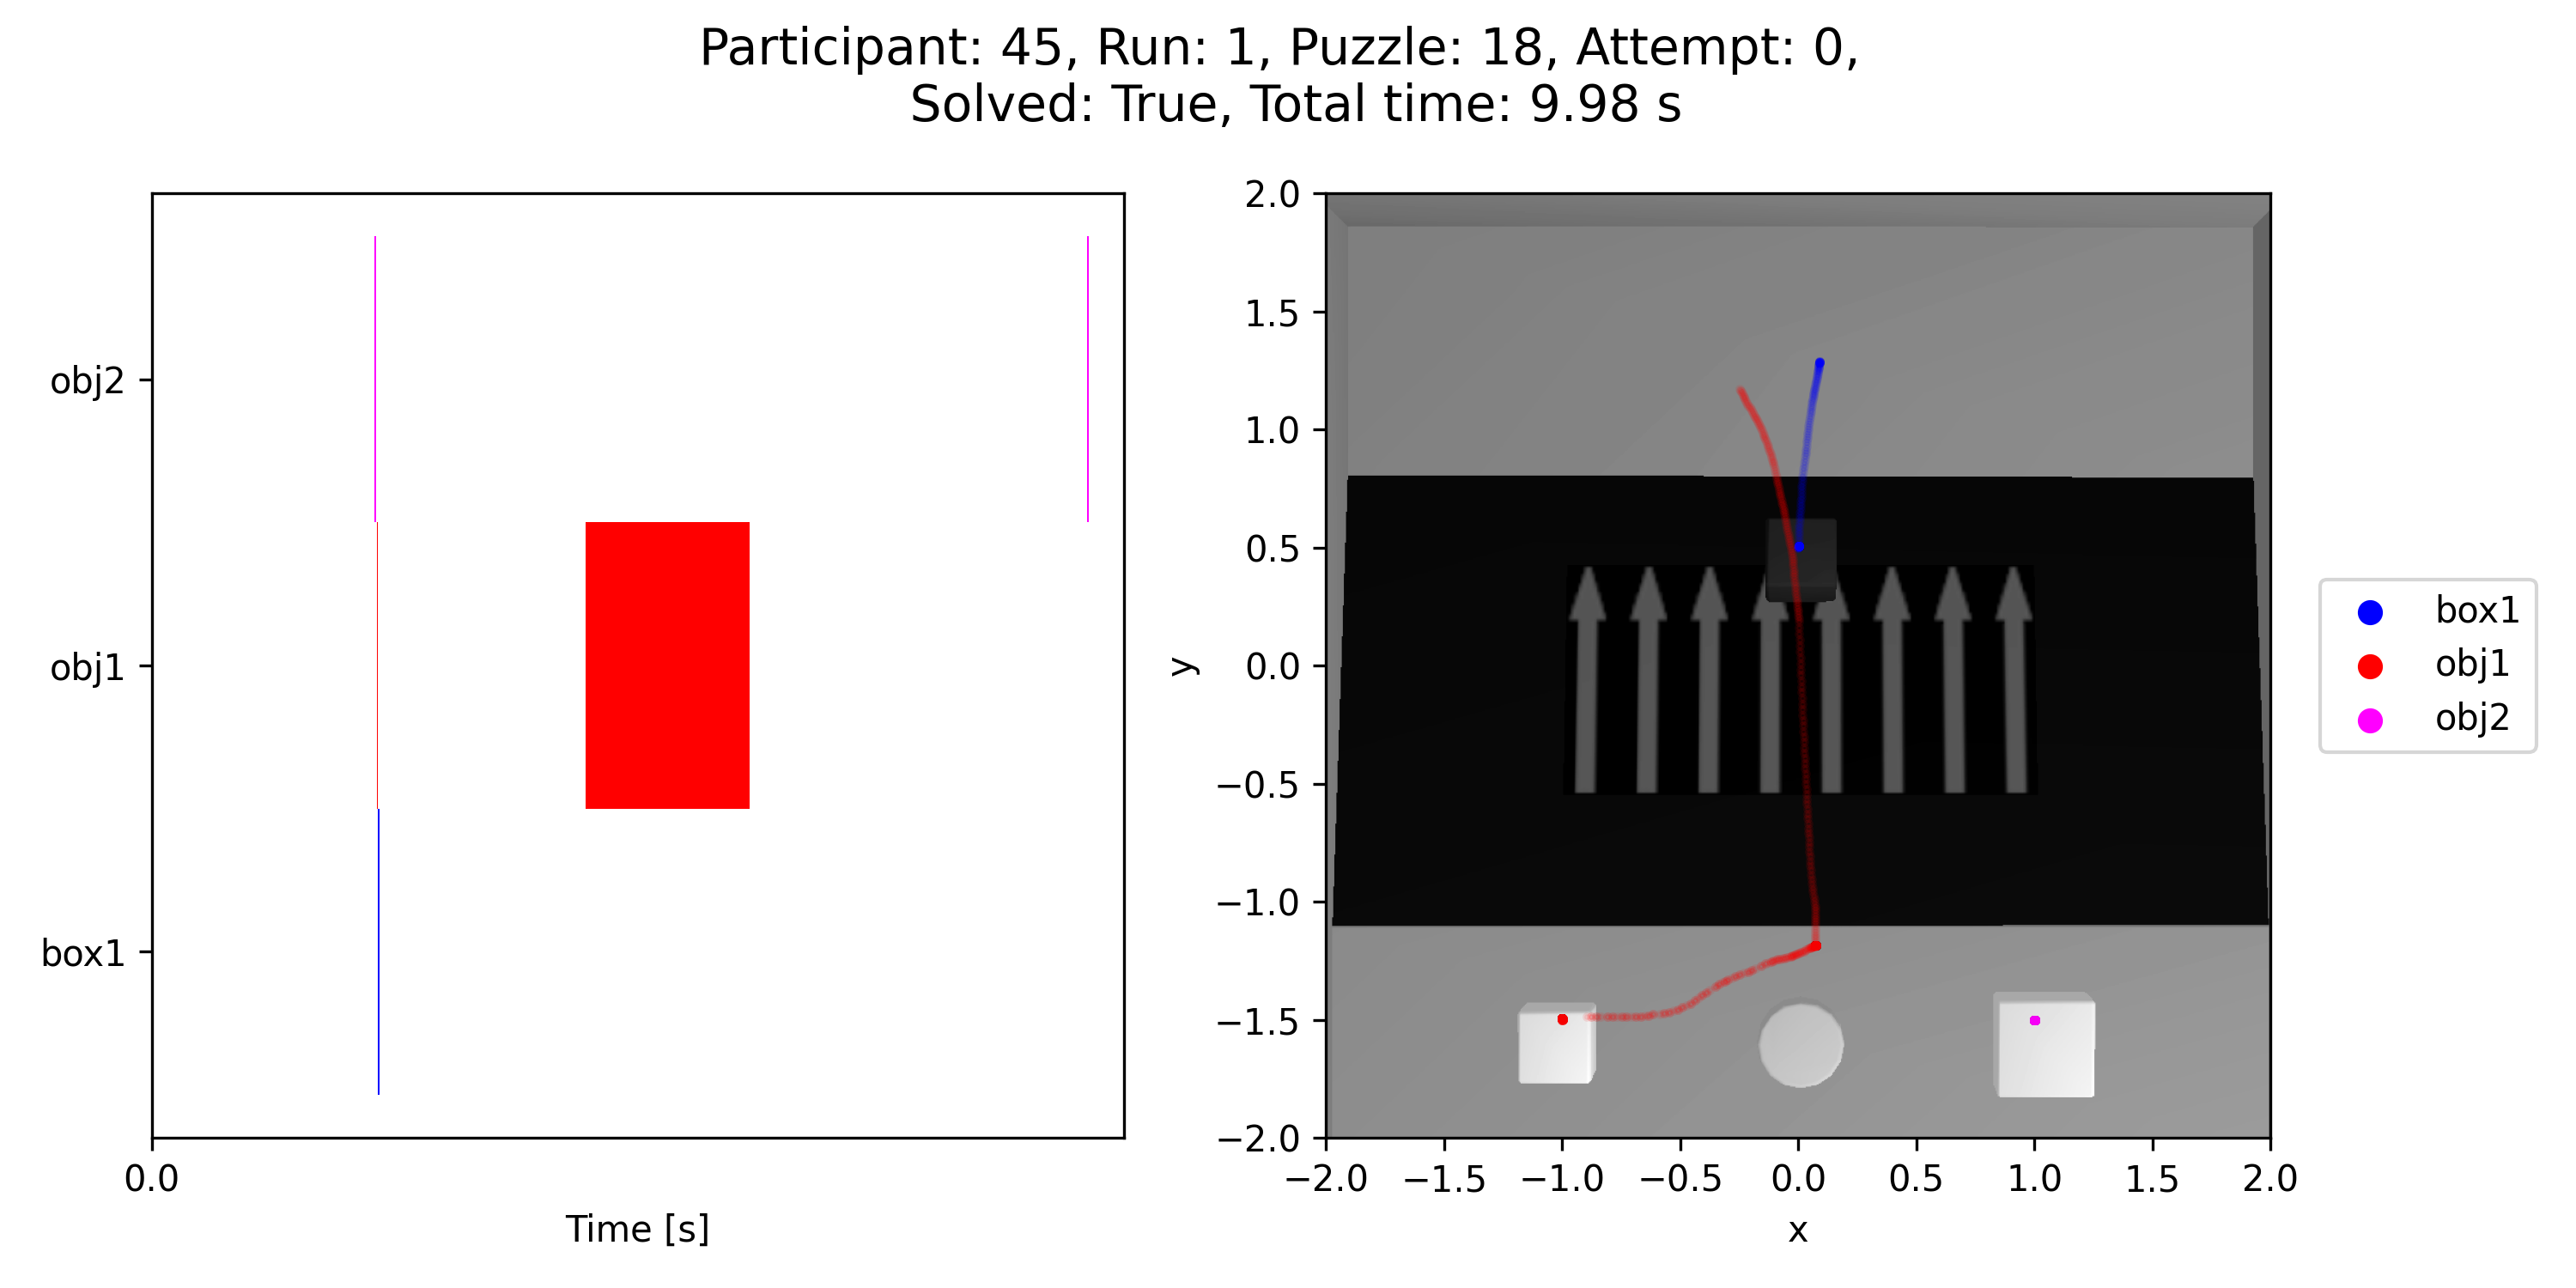 Participant: 45, Run: 1, Puzzle: 18, Attempt: 0,
Solved: True, Total time: 9.98 s
obj2
obj1
box1
0.0
Time [s]
2.0
1.5
1.0
0.5
0.0
−0.5
−1.0
−1.5
−2.0
y
−2.0 −1.5 −1.0 −0.5 0.0 0.5 1.0 1.5 2.0
x
box1
obj1
obj2